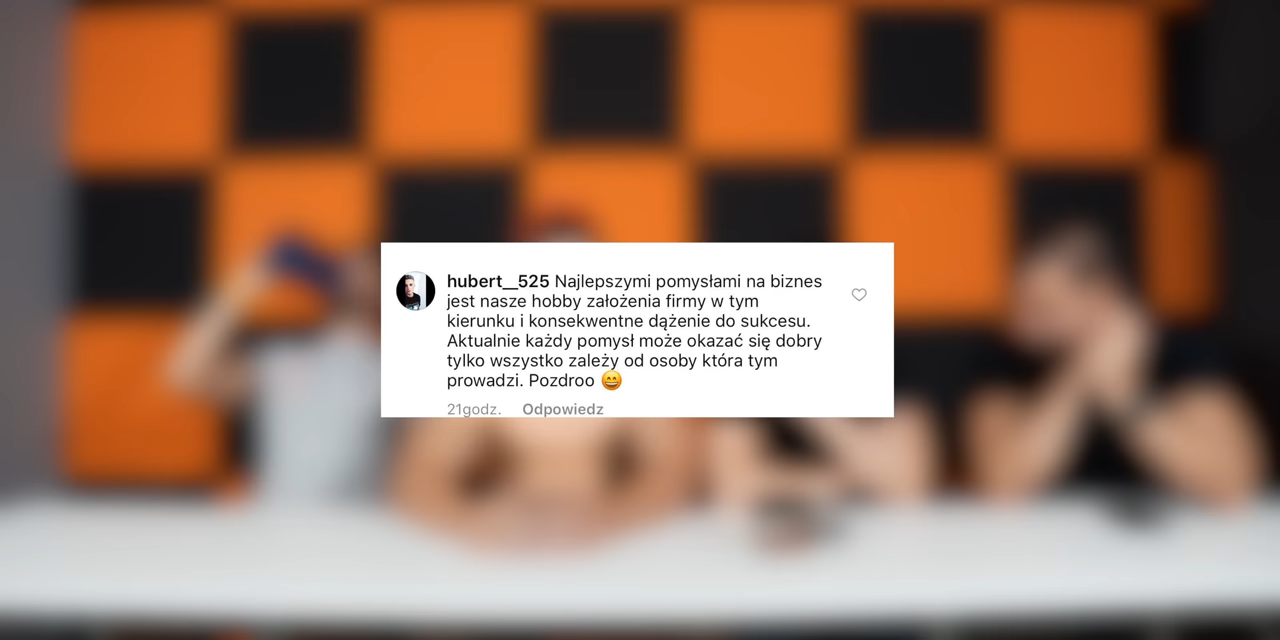 hubert__525 Najlepszymi pomysłami na biznes
jest nasze hobby założenia firmy w tym
kierunku i konsekwentne dążenie do sukcesu.
Aktualnie każdy pomysł może okazać się dobry
tylko wszystko zależy od osoby która tym
prowadzi. Pozdroo 😄
21godz. Odpowiedz